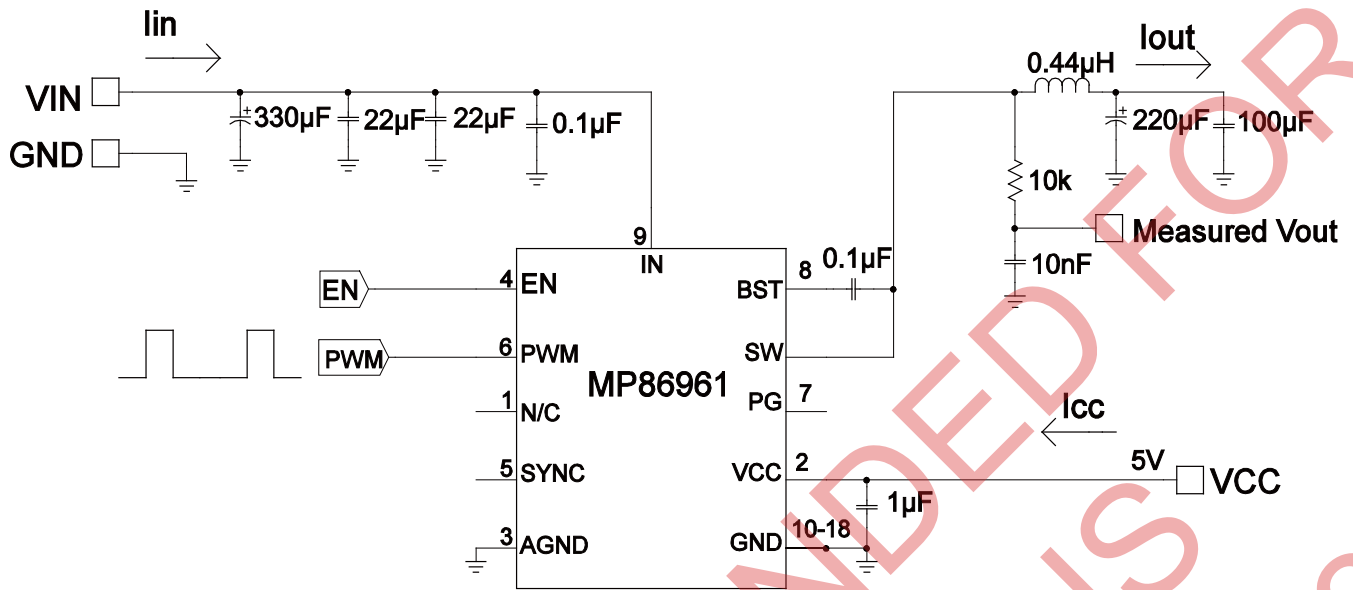 Iin
Iout
VIN
GND
330µF
22µF
22µF
0.1µF
0.44µH
220µF
100µF
10k
Measured Vout
10nF
9
IN
EN
4
EN
PWM
6
PWM
1
N/C
5
SYNC
3
AGND
MP86961
0.1µF
8
BST
SW
7
PG
Icc
2
VCC
5V
VCC
1µF
10-18
GND
+
+
NDED FOR
NS